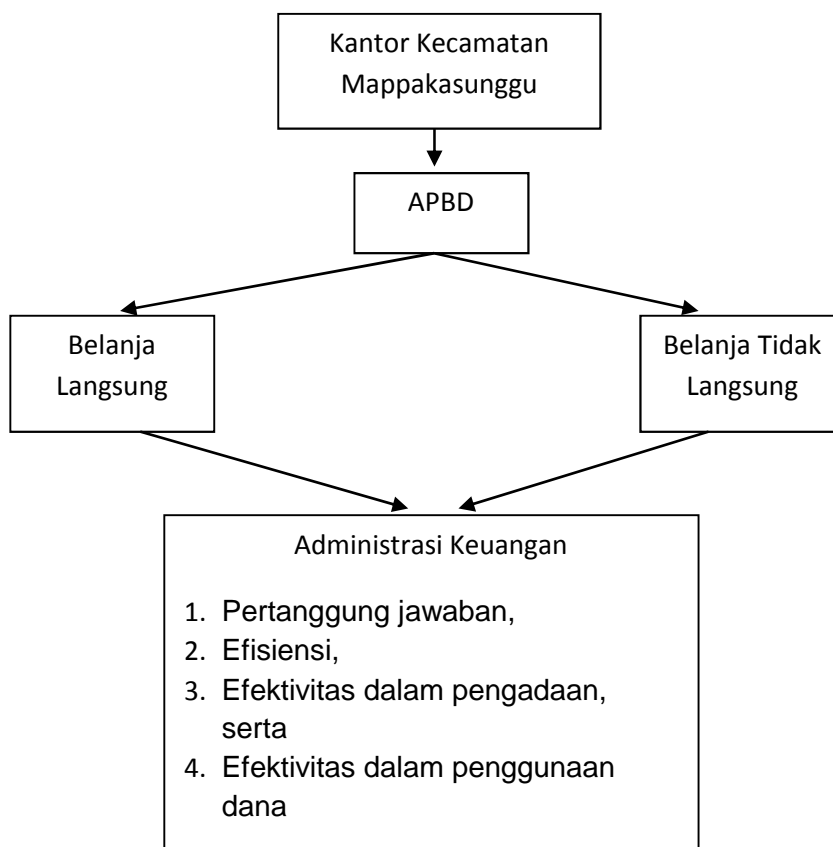 Kantor Kecamatan
Mappakasunggu
APBD
Belanja
Langsung
Belanja Tidak
Langsung
Administrasi Keuangan
1. Pertanggung jawaban,
2. Efisiensi,
3. Efektivitas dalam pengadaan,
serta
4. Efektivitas dalam penggunaan
dana